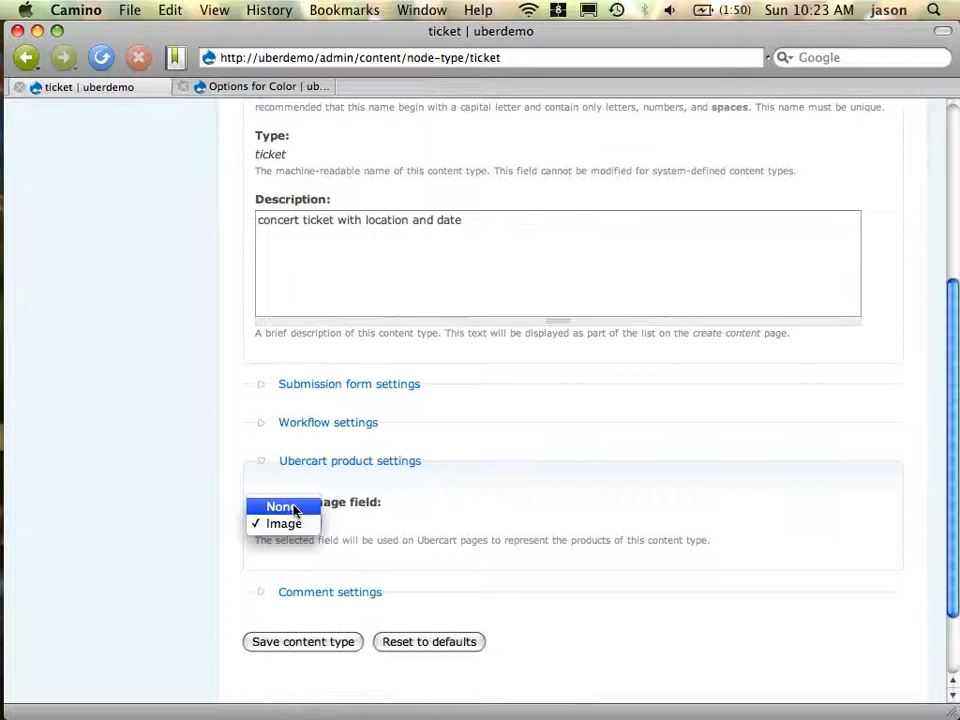 Camino File Edit View History Bookmarks Window Help (1:50) Sun 10:23 AM jason
ticket | uberdemo
http://uberdemo/admin/content/node-type/ticket
Google
ticket | uberdemo
Options for Color | ub...
recommended that this name begin with a capital letter and contain only letters, numbers, and spaces. This name must be unique.
Type:
ticket
The machine-readable name of this content type. This field cannot be modified for system-defined content types.
Description:
concert ticket with location and date
A brief description of this content type. This text will be displayed as part of the list on the create content page.
Submission form settings
Workflow settings
Ubercart product settings
age field:
None
✓ Image
The selected field will be used on Ubercart pages to represent the products of this content type.
Comment settings
Save content type
Reset to defaults